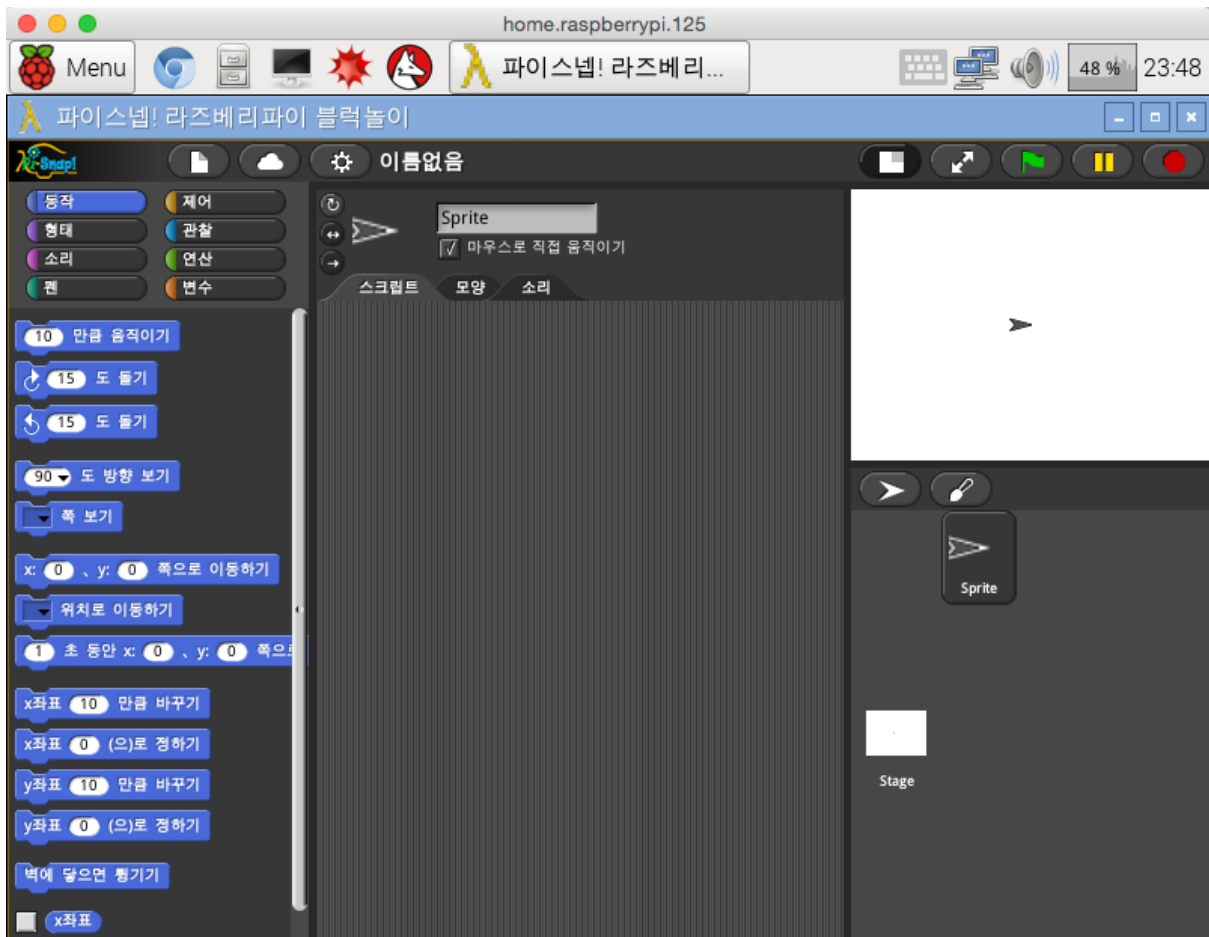 home.raspberrypi.125
Menu
파이스넵! 라즈베리...
48 %
23:48
파이스넵! 라즈베리파이 블럭놀이
Pi-Snap!
이름없음
동작 제어
형태 관찰
소리 연산
펜 변수
10 만큼 움직이기
15 도 돌기
15 도 돌기
90 도 방향 보기
쪽 보기
x: 0 、y: 0 쪽으로 이동하기
위치로 이동하기
1 초 동안 x: 0 、y: 0 쪽으로
x좌표 10 만큼 바꾸기
x좌표 0 (으)로 정하기
y좌표 10 만큼 바꾸기
y좌표 0 (으)로 정하기
벽에 닿으면 튕기기
x좌표
Sprite
마우스로 직접 움직이기
스크립트 모양 소리
Sprite
Stage